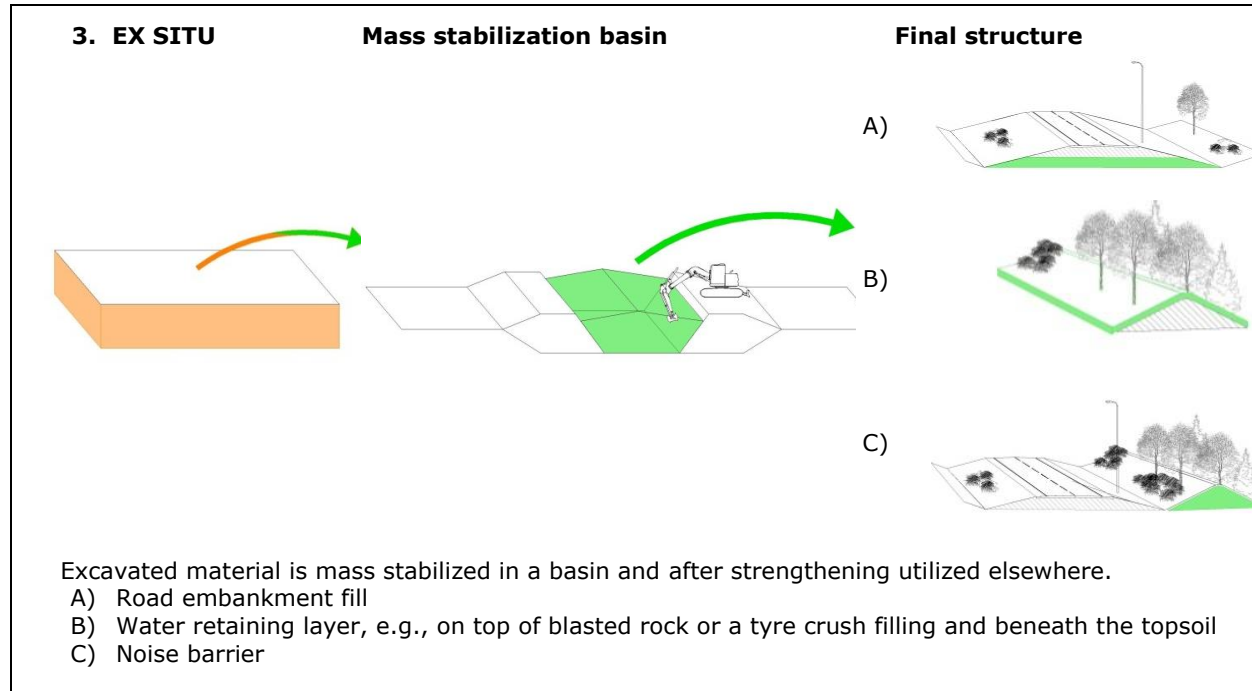 3. EX SITU Mass stabilization basin Final structure
A)
B)
C)
Excavated material is mass stabilized in a basin and after strengthening utilized elsewhere.
A) Road embankment fill
B) Water retaining layer, e.g., on top of blasted rock or a tyre crush filling and beneath the topsoil
C) Noise barrier